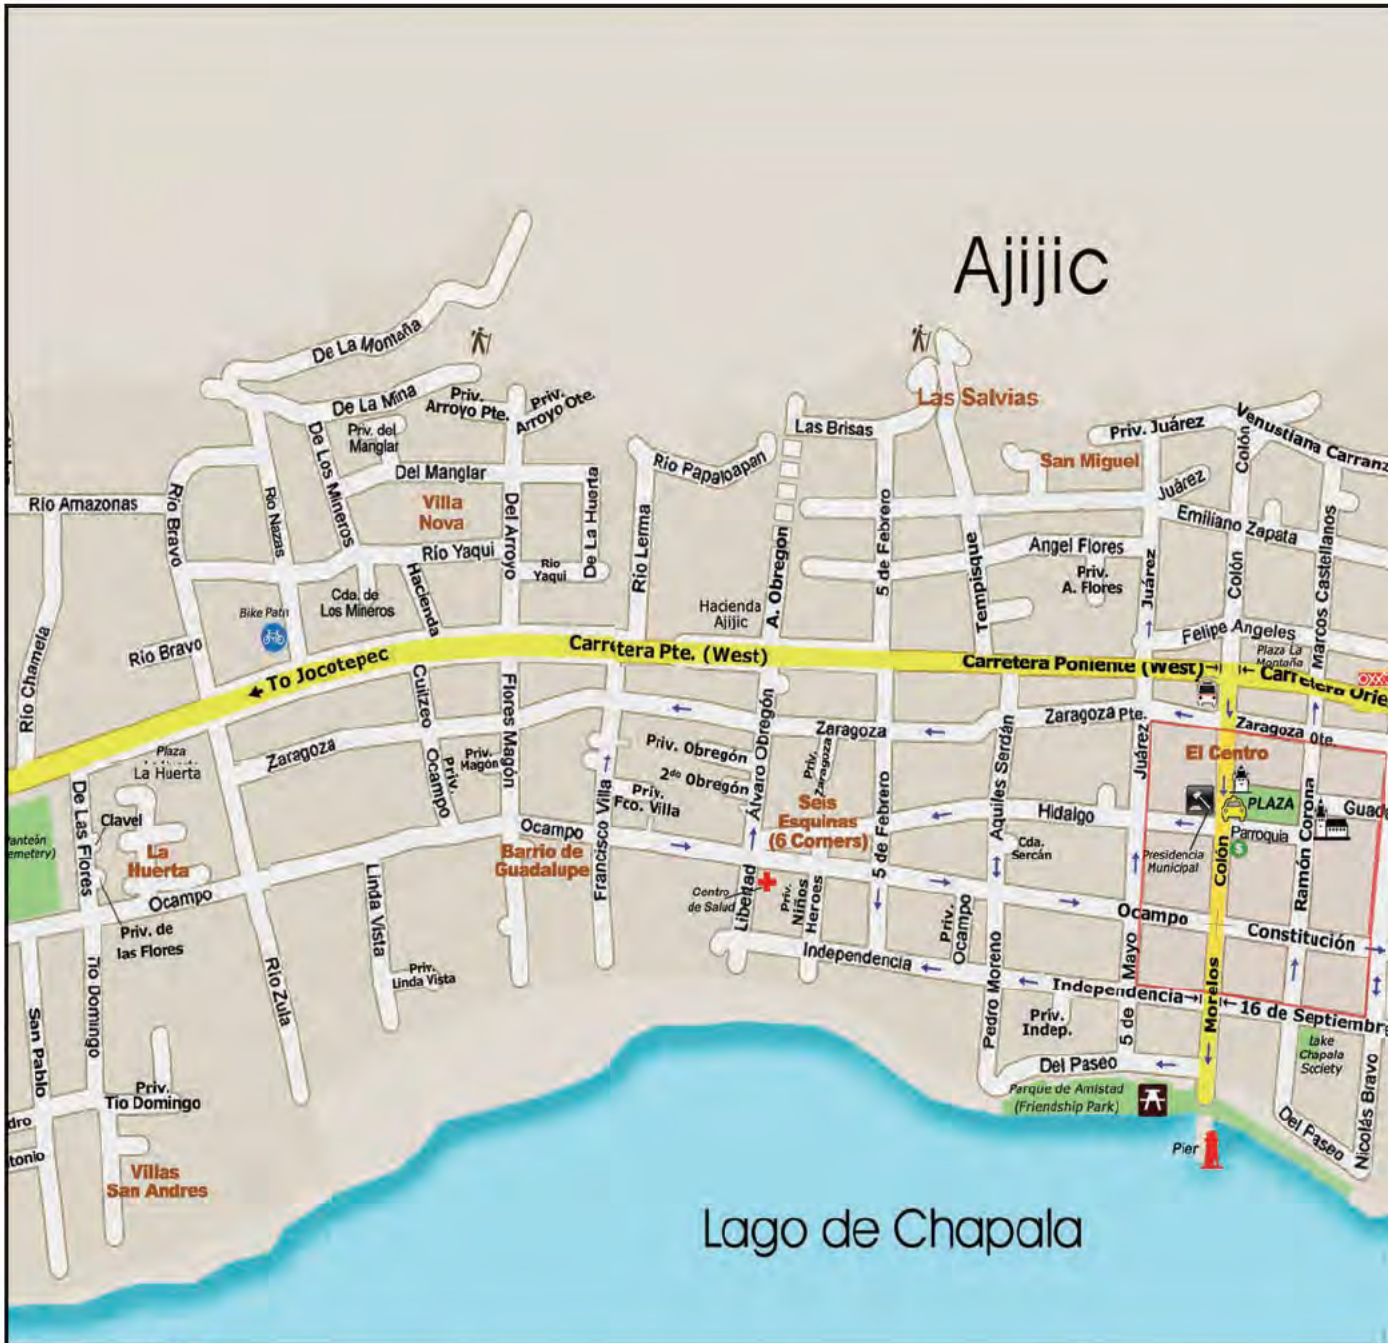 Ajijic
De La Montaña
De La Mina
Priv.
Arroyo Pte.
Priv.
Arroyo Ote.
Las Salvias
Las Brisas
Priv. Juárez
Colón
Venustiana Carranz
Priv. del
Manglar
De Los Mineros
Del Manglar
Río Papaloapan
San Miguel
Juárez
Río Amazonas
Río Bravo
Río Nazas
Villa
Nova
Del Arroyo
De La Huerta
Río Lerma
A. Obregon
5 de Febrero
Tempisque
Emiliano Zapata
Marcos Castellanos
Río Yaqui
Río
Yaqui
Angel Flores
Priv.
A. Flores
Juárez
Colón
Hacienda
Cda. de
Los Mineros
Bike Path
Hacienda
Ajijic
Felipe Angeles
Plaza La
Montaña
Río Chamela
Río Bravo
To Jocotepec
Carretera Pte. (West)
Carretera Poniente (West)
Carretera Orie
OXXO
Cuitzeo
Flores Magón
Zaragoza
Zaragoza
Zaragoza Pte.
Zaragoza Ote.
Plaza
La Huerta
Priv.
Magón
Priv. Obregón
2do Obregón
Álvaro Obregón
Priv.
Zaragoza
Aquiles Serdán
Juárez
El Centro
De Las Flores
Clavel
Ocampo
Priv.
Priv.
Fco. Villa
Francisco Villa
Seis
Esquinas
(6 Corners)
5 de Febrero
Hidalgo
PLAZA
Guad
Parroquia
$
Presidencia
Municipal
Colón
Ramón Corona
Panteón
emetery)
La
Huerta
Ocampo
Barrio de
Guadalupe
Cda.
Sercán
Ocampo
Linda Vista
Libertad
Centro
de Salud
Priv.
Niños
Heroes
Priv.
Ocampo
Ocampo
Constitución
Priv. de
las Flores
Tio Domingo
Río Zula
Priv.
Linda Vista
Independencia
Pedro Moreno
5 de Mayo
Independencia
Morelos
16 de Septiembre
San Pablo
Priv.
Indep.
Del Paseo
Lake
Chapala
Society
Priv.
Tio Domingo
Parque de Amistad
(Friendship Park)
Nicolás Bravo
dro
tonio
Del Paseo
Pier
Villas
San Andres
Lago de Chapala